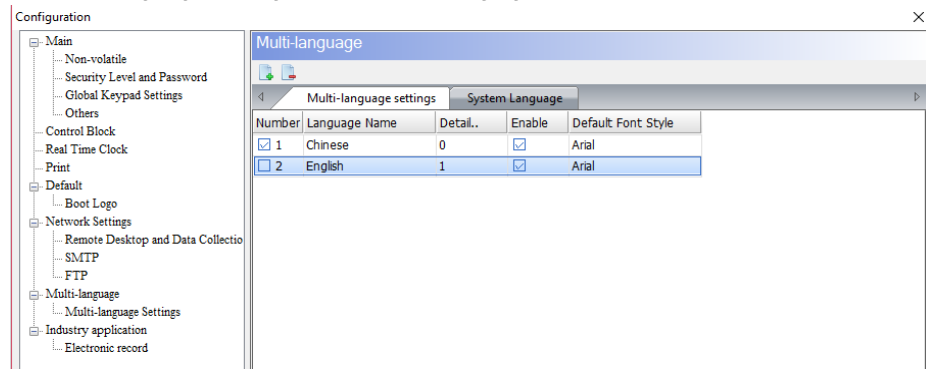 Configuration
Main
Non-volatile
Security Level and Password
Global Keypad Settings
Others
Control Block
Real Time Clock
Print
Default
Boot Logo
Network Settings
Remote Desktop and Data Collectio
SMTP
FTP
Multi-language
Multi-language Settings
Industry application
Electronic record
Multi-language
Multi-language settings System Language
Number Language Name Detail.. Enable Default Font Style
1 Chinese 0 Arial
2 English 1 Arial